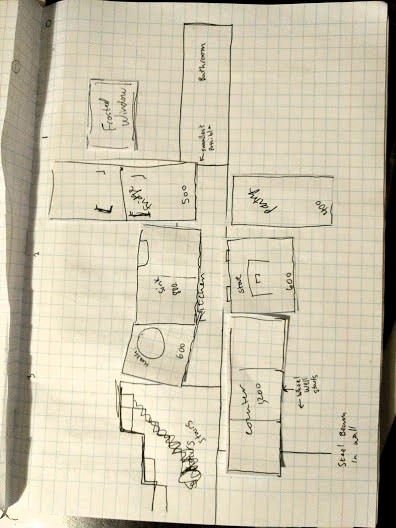 3
2
1
0
Frosted
Window
wash
600
Sink
800
Fridge
500
stairs
Kitchen
← smallest
possible
Bathroom
counter
1200
stove
600
pantry
400
← Wheel
Well
starts
Steel Beam
in wall